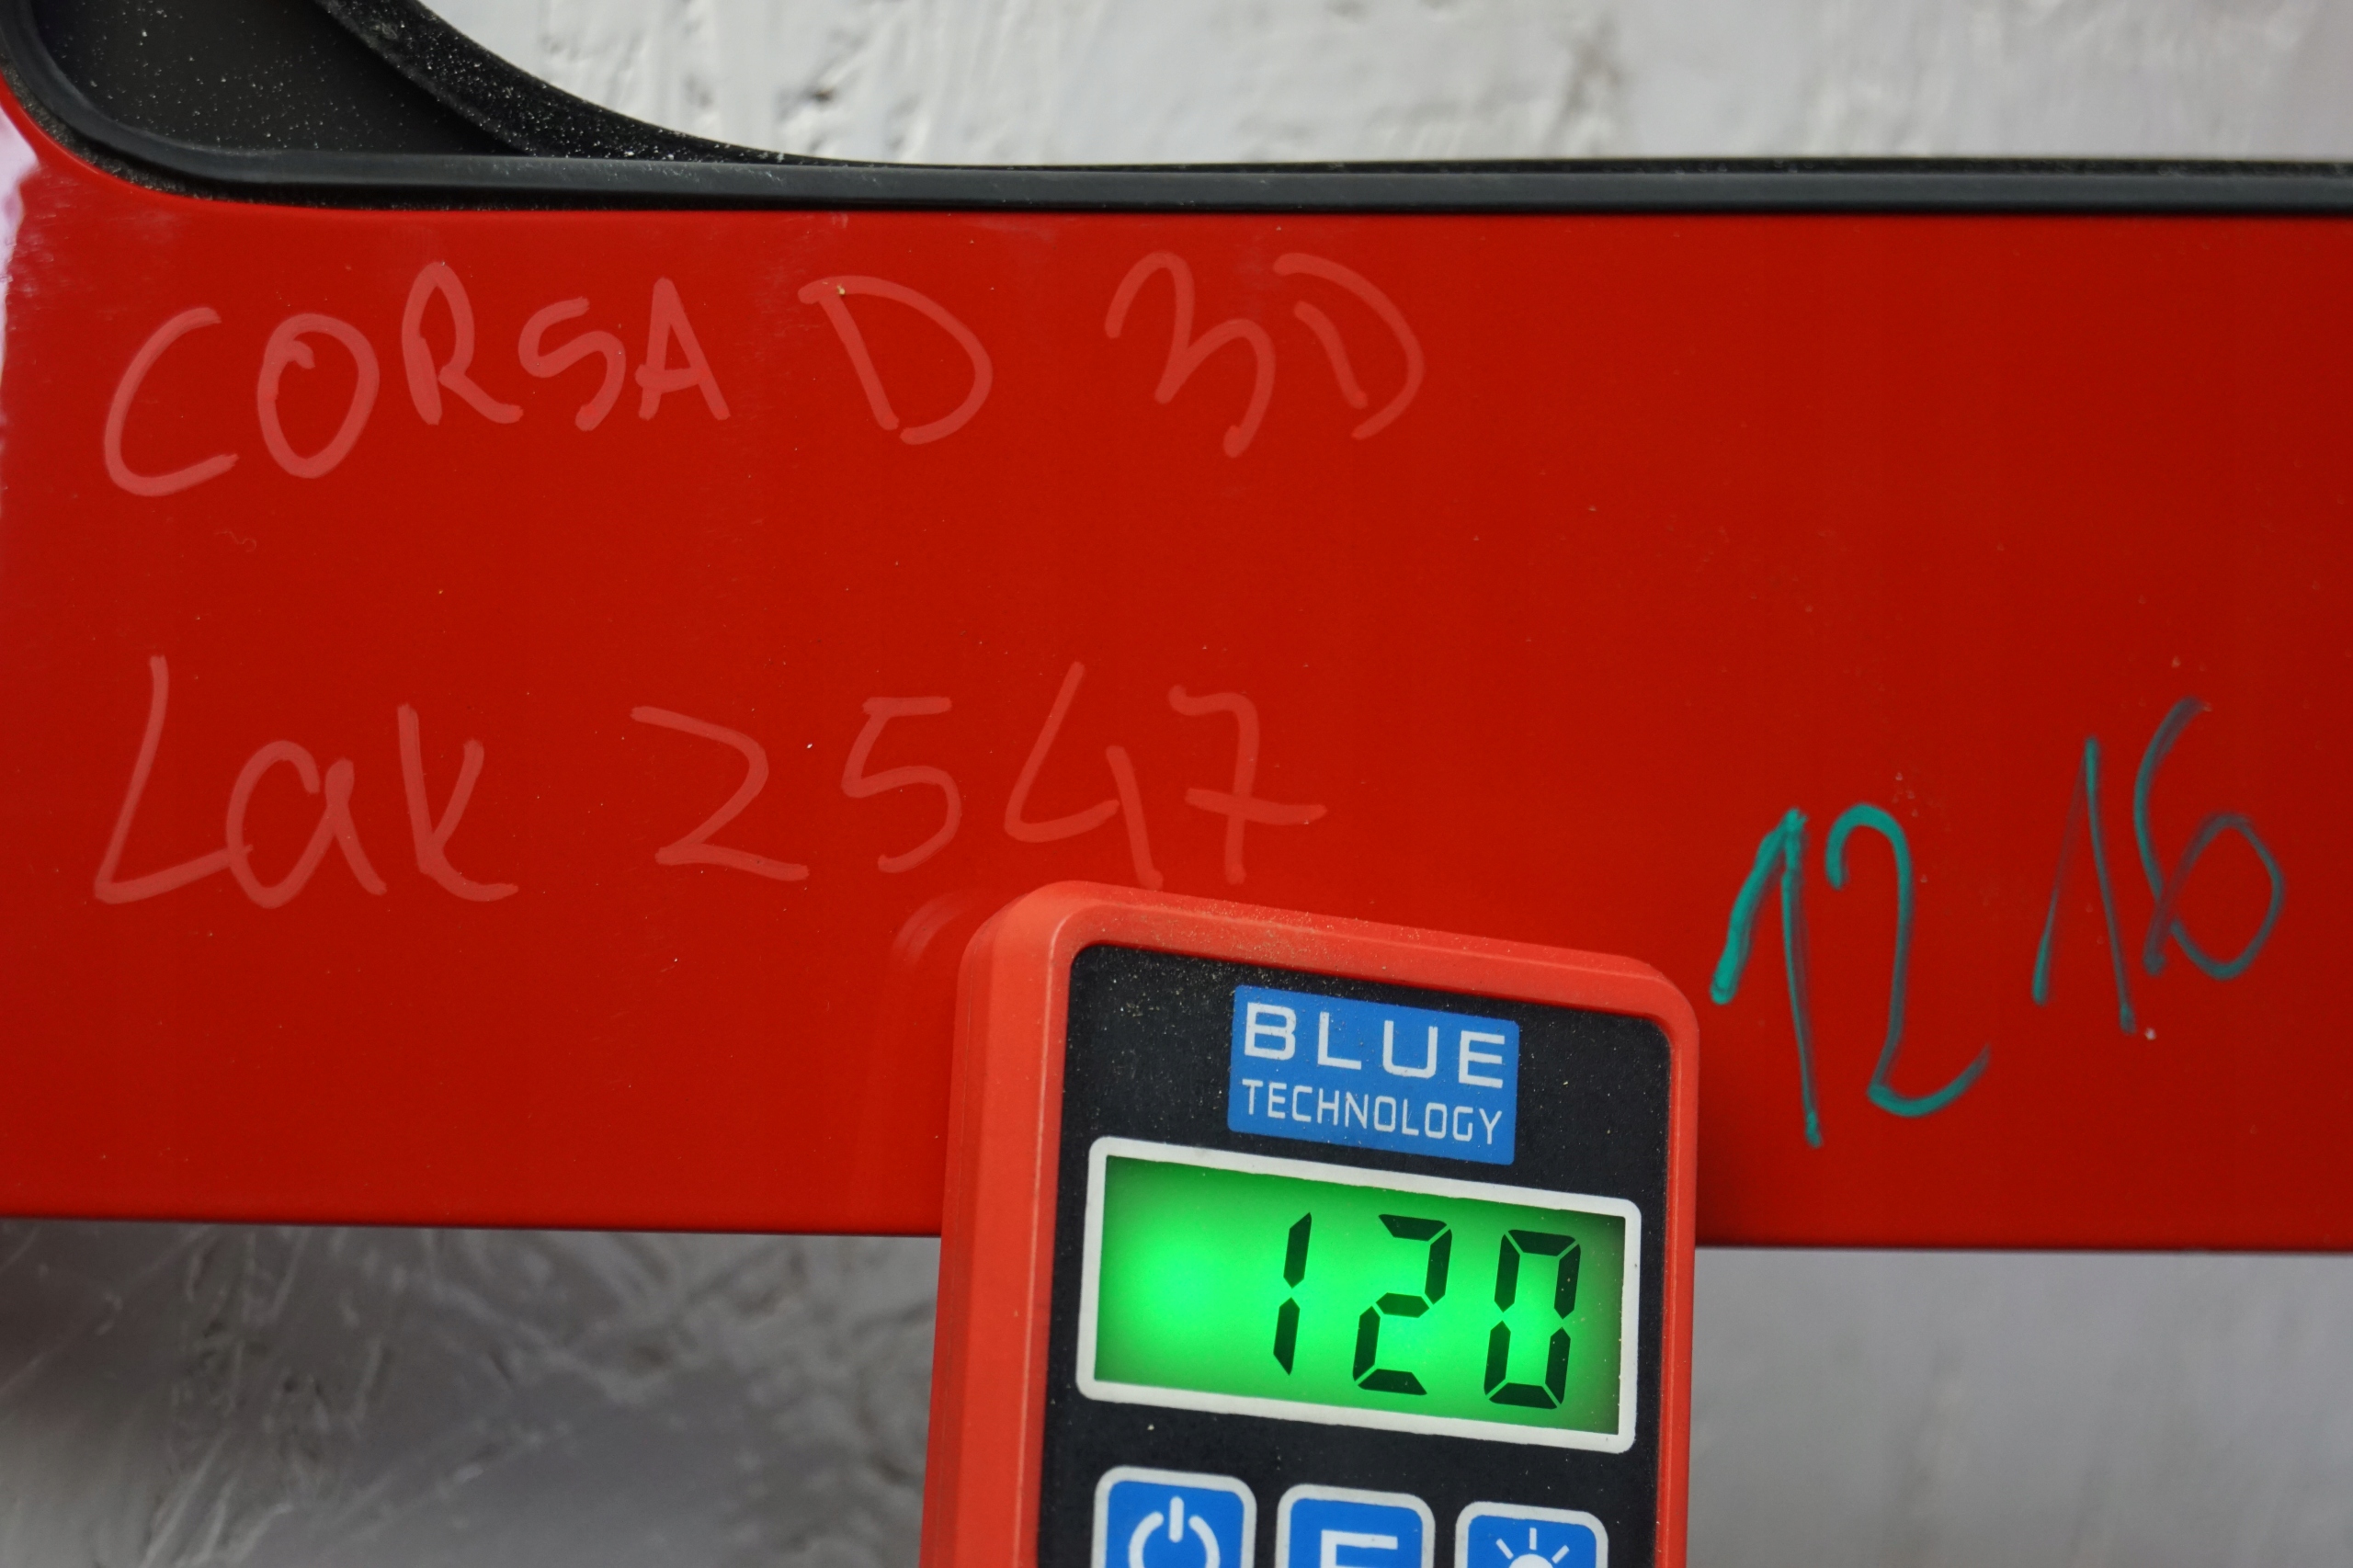 CORSA D 3D
Lak 2547
12 16
BLUE
TECHNOLOGY
120